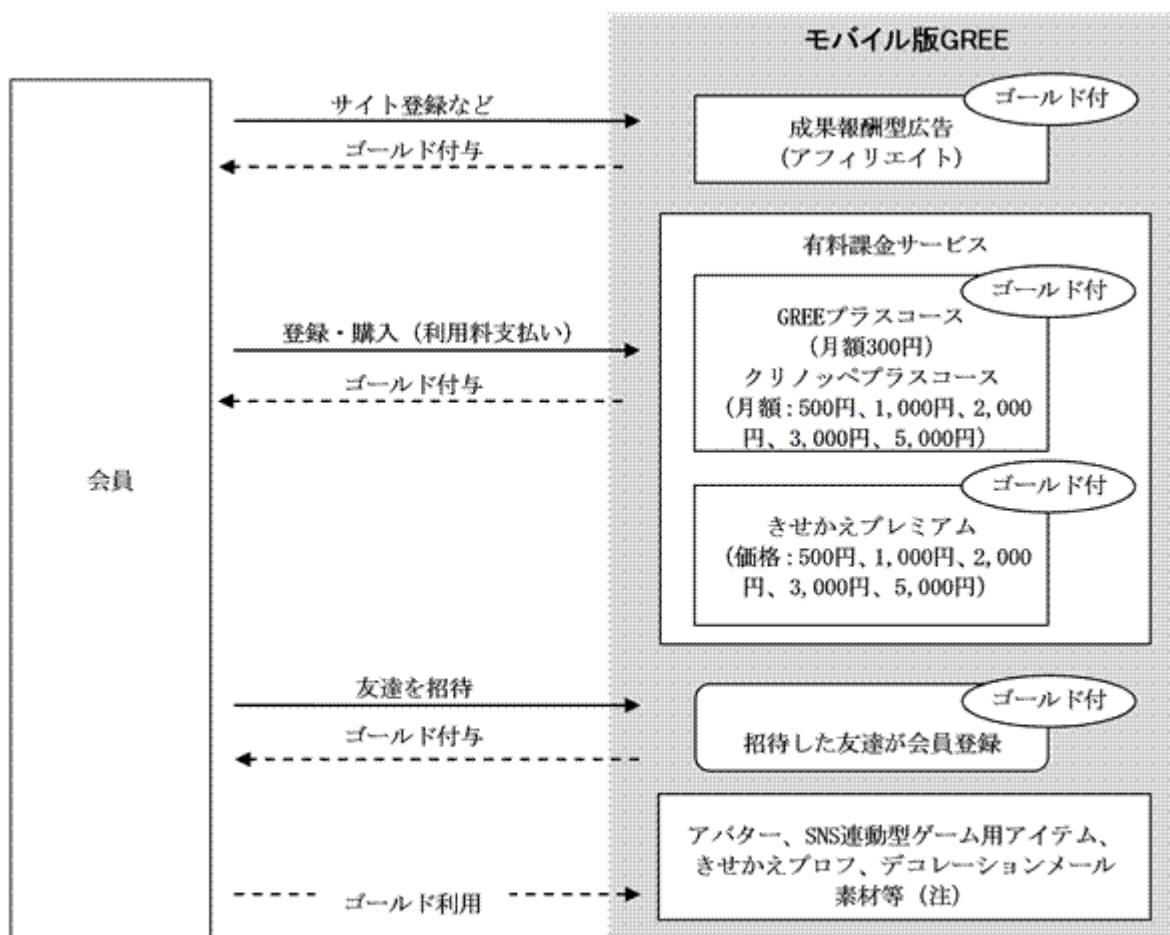 モバイル版GREE
サイト登録など
ゴールド付与
ゴールド付
成果報酬型広告
(アフィリエイト)
有料課金サービス
登録・購入（利用料支払い）
ゴールド付与
ゴールド付
GREEプラスコース
(月額300円)
クリノッペプラスコース
(月額:500円、1,000円、2,000
円、3,000円、5,000円)
会員
ゴールド付
きせかえプレミアム
(価格:500円、1,000円、2,000
円、3,000円、5,000円)
友達を招待
ゴールド付与
ゴールド付
招待した友達が会員登録
ゴールド利用
アバター、SNS連動型ゲーム用アイテム、
きせかえプロフ、デコレーションメール
素材等（注）